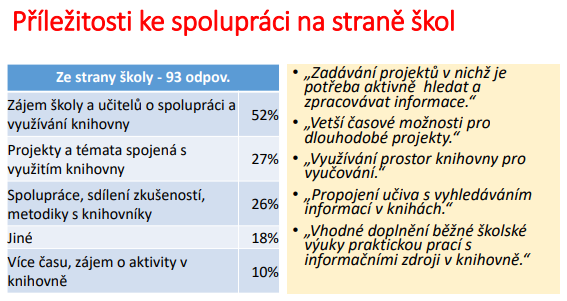 Příležitosti ke spolupráci na straně škol
Ze strany školy - 93 odpov.
Zájem školy a učitelů o spolupráci a
využívání knihovny
52%
Projekty a témata spojená s
využitím knihovny
27%
Spolupráce, sdílení zkušeností,
metodiky s knihovníky
26%
Jiné
18%
Více času, zájem o aktivity v
knihovně
10%
• „Zadávání projektů v nichž je
potřeba aktivně hledat a
zpracovávat informace.“
• „Vetší časové možnosti pro
dlouhodobé projekty.“
• „Využívání prostor knihovny pro
vyučování.“
• „Propojení učiva s vyhledáváním
informací v knihách.“
• „Vhodné doplnění běžné školské
výuky praktickou prací s
informačními zdroji v knihovně.“